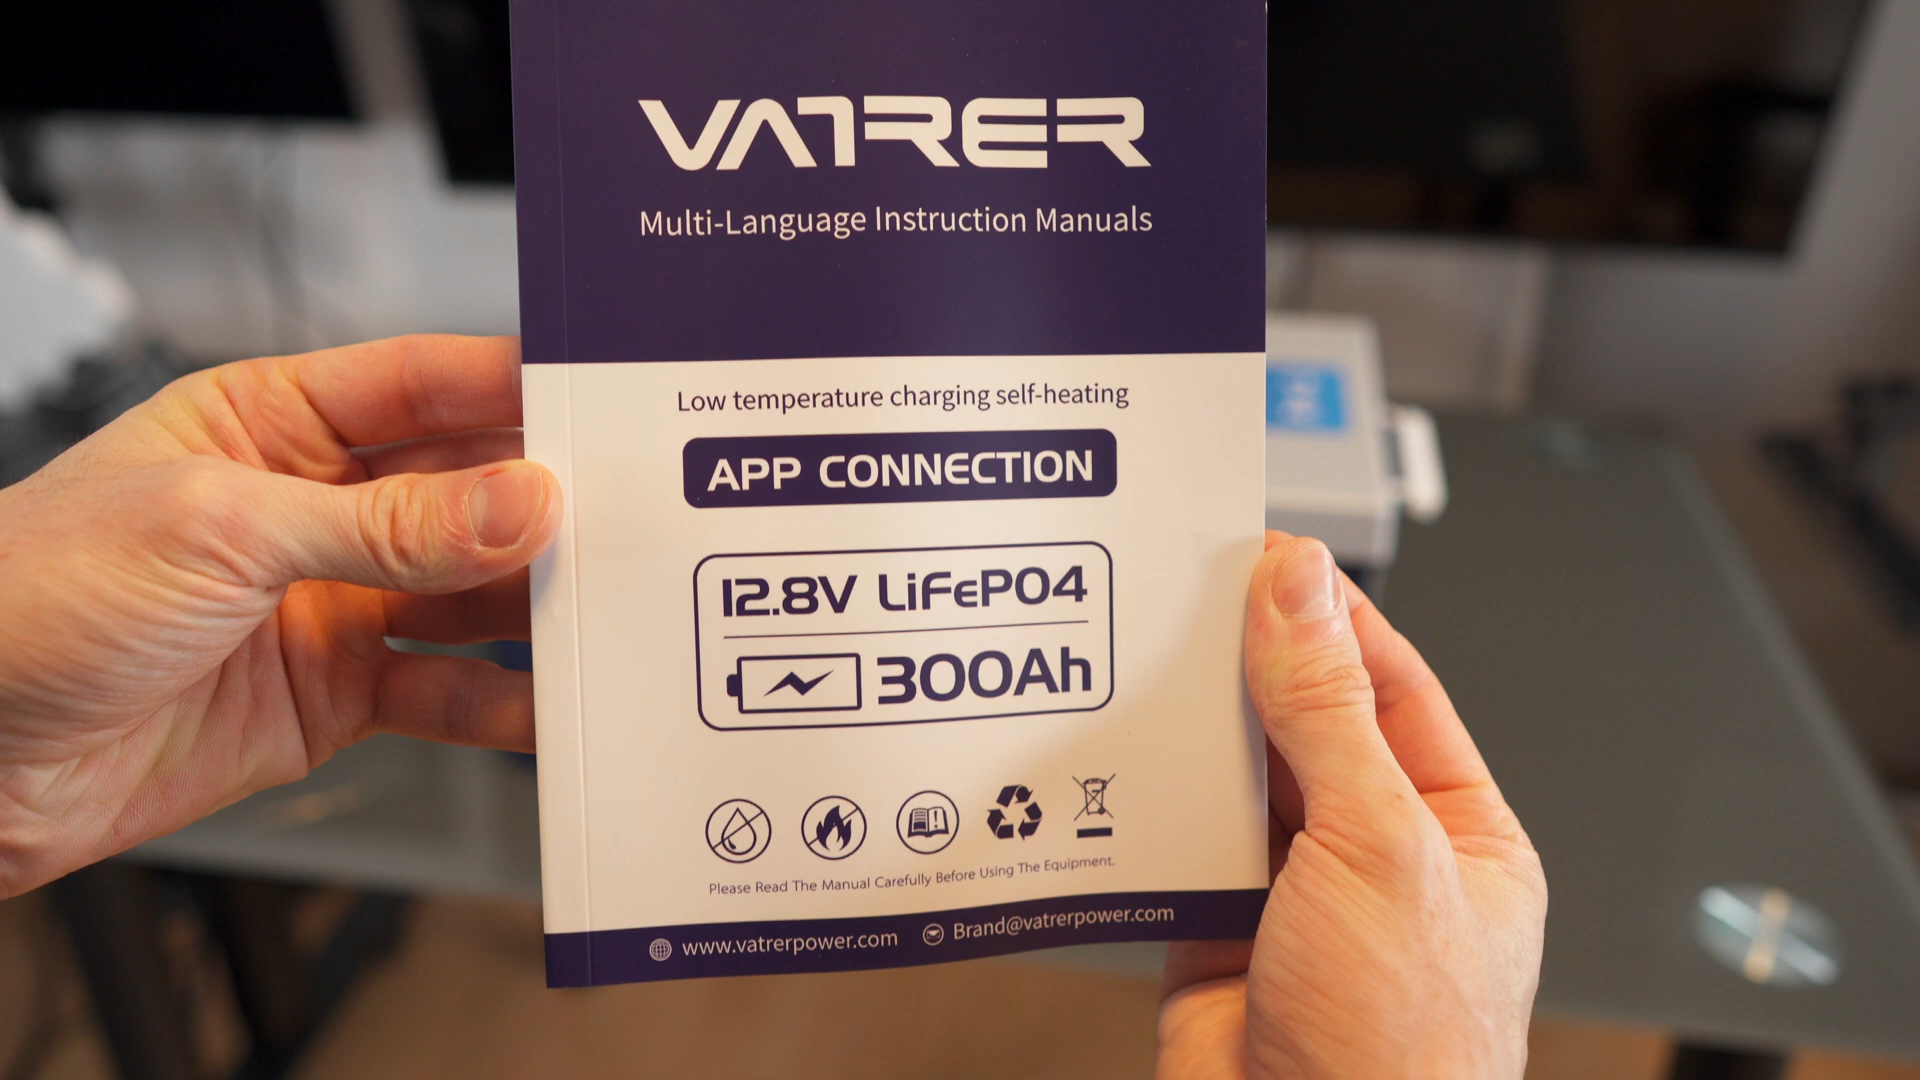 VATRER
Multi-Language Instruction Manuals
Low temperature charging self-heating
APP CONNECTION
12.8V LiFePO4
300Ah
Please Read The Manual Carefully Before Using The Equipment.
www.vatrerpower.com Brand@vatrerpower.com